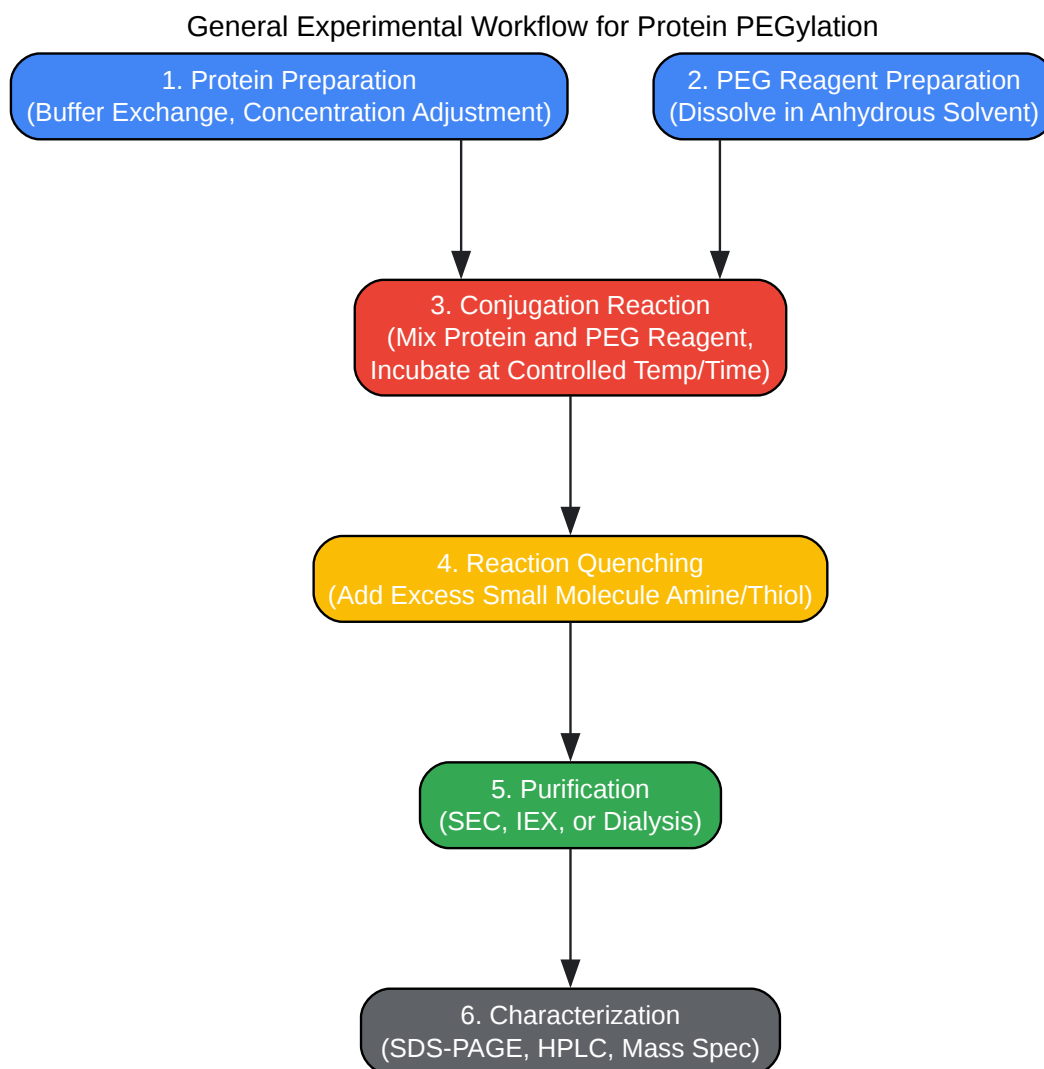 General Experimental Workflow for Protein PEGylation
1. Protein Preparation
(Buffer Exchange, Concentration Adjustment)
2. PEG Reagent Preparation
(Dissolve in Anhydrous Solvent)
3. Conjugation Reaction
(Mix Protein and PEG Reagent,
Incubate at Controlled Temp/Time)
4. Reaction Quenching
(Add Excess Small Molecule Amine/Thiol)
5. Purification
(SEC, IEX, or Dialysis)
6. Characterization
(SDS-PAGE, HPLC, Mass Spec)